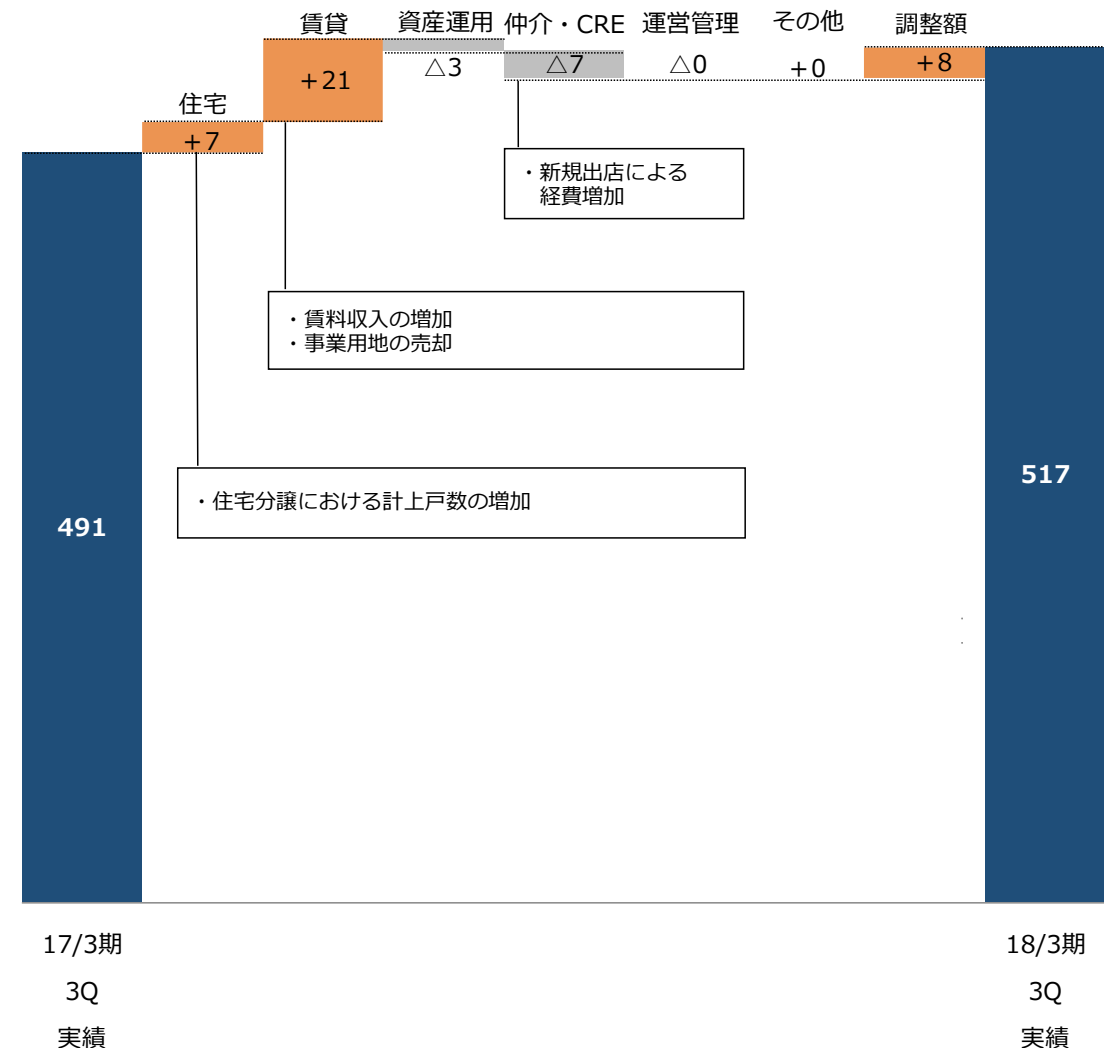 賃貸 資産運用 仲介・CRE 運営管理 その他 調整額
△3 △7 △0 +0 +8
+21
住宅
+7
・新規出店による
経費増加
・賃料収入の増加
・事業用地の売却
・住宅分譲における計上戸数の増加
491
517
17/3期
3Q
実績
18/3期
3Q
実績